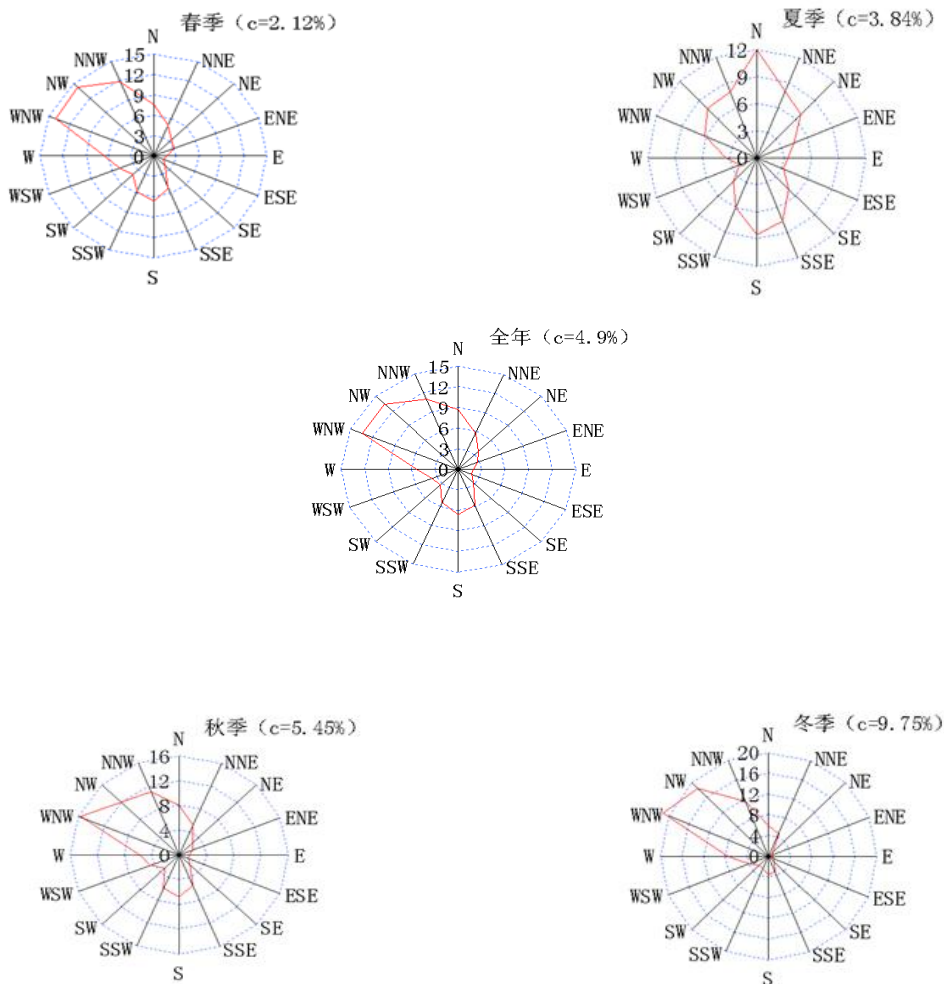 春季（c=2.12%）
N
NNE
NE
ENE
E
ESE
SE
SSE
S
SSW
SW
WSW
W
WNW
NW
NNW
15
12
9
6
3
0
夏季（c=3.84%）
N
NNE
NE
ENE
E
ESE
SE
SSE
S
SSW
SW
WSW
W
WNW
NW
NNW
12
9
6
3
0
全年（c=4.9%）
N
NNE
NE
ENE
E
ESE
SE
SSE
S
SSW
SW
WSW
W
WNW
NW
NNW
15
12
9
6
3
0
秋季（c=5.45%）
N
NNE
NE
ENE
E
ESE
SE
SSE
S
SSW
SW
WSW
W
WNW
NW
NNW
16
12
8
4
0
冬季（c=9.75%）
N
NNE
NE
ENE
E
ESE
SE
SSE
S
SSW
SW
WSW
W
WNW
NW
NNW
20
16
12
8
4
0